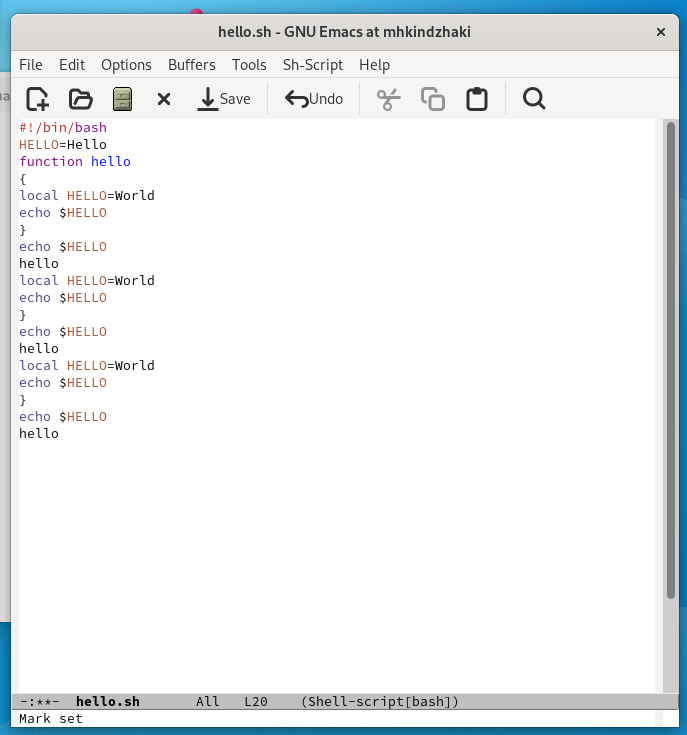 hello.sh - GNU Emacs at mhkindzhaki
File Edit Options Buffers Tools Sh-Script Help
Save Undo
#!/bin/bash
HELLO=Hello
function hello
{
local HELLO=World
echo $HELLO
}
echo $HELLO
hello
local HELLO=World
echo $HELLO
}
echo $HELLO
hello
local HELLO=World
echo $HELLO
}
echo $HELLO
hello
-:**- hello.sh All L20 (Shell-script[bash])
Mark set